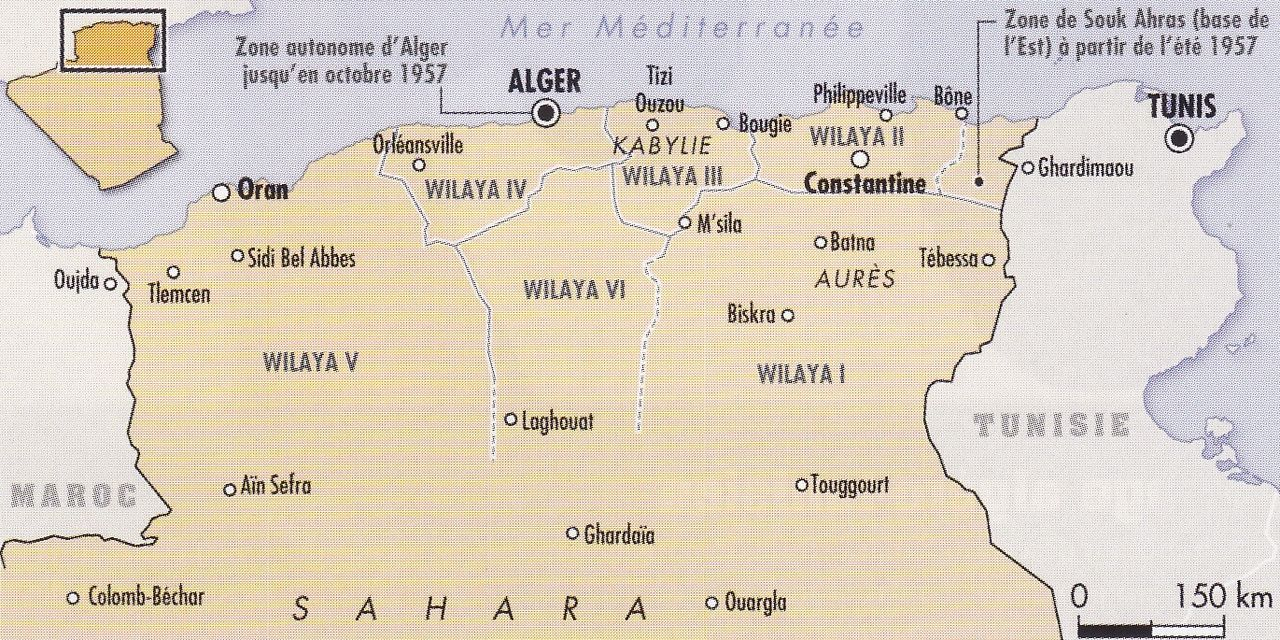 Mer Méditerranée
Zone de Souk Ahras (base de
l'Est) à partir de l'été 1957
Zone autonome d'Alger
jusqu'en octobre 1957
ALGER
Tizi
Ouzou
Philippeville
Bône
TUNIS
Bougie
Orléansville
KABYLIE
WILAYA II
Ghardimaou
Oran
WILAYA IV
WILAYA III
Constantine
M'sila
Batna
Sidi Bel Abbes
Tébessa
Oujda
Tlemcen
AURÈS
WILAYA VI
Biskra
WILAYA V
WILAYA I
Laghouat
TUNISIE
Aïn Sefra
Touggourt
MAROC
Ghardaïa
Colomb-Béchar
SAHARA
Ouargla
0 150 km